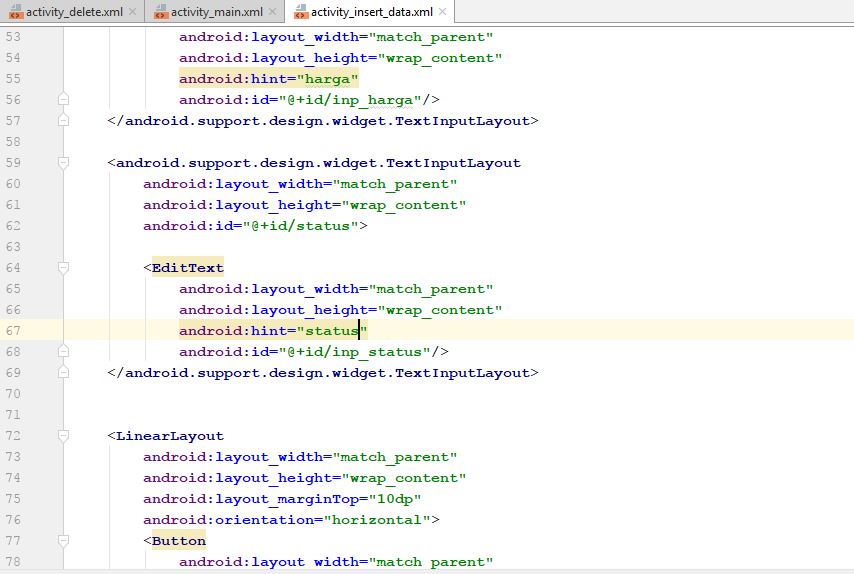 activity_delete.xml activity_main.xml activity_insert_data.xml
53 android:layout_width="match_parent"
54 android:layout_height="wrap_content"
55 android:hint="harga"
56 android:id="@+id/inp_harga"/>
57 </android.support.design.widget.TextInputLayout>
58
59 <android.support.design.widget.TextInputLayout
60 android:layout_width="match_parent"
61 android:layout_height="wrap_content"
62 android:id="@+id/status">
63
64 <EditText
65 android:layout_width="match_parent"
66 android:layout_height="wrap_content"
67 android:hint="status"
68 android:id="@+id/inp_status"/>
69 </android.support.design.widget.TextInputLayout>
70
71
72 <LinearLayout
73 android:layout_width="match_parent"
74 android:layout_height="wrap_content"
75 android:layout_marginTop="10dp"
76 android:orientation="horizontal">
77 <Button
78 android:layout_width="match_parent"